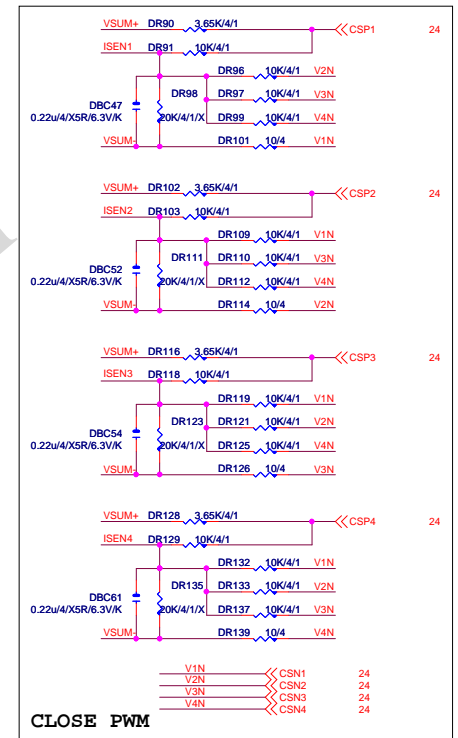 VSUM+ DR90 3.65K/4/1 CSP1 24
ISEN1 DR91 10K/4/1
DR96 10K/4/1 V2N
DR98 DR97 10K/4/1 V3N
DBC47
0.22u/4/X5R/6.3V/K 20K/4/1/X DR99 10K/4/1 V4N
VSUM- DR101 10/4 V1N
VSUM+ DR102 3.65K/4/1 CSP2 24
ISEN2 DR103 10K/4/1
DR109 10K/4/1 V1N
DR111 DR110 10K/4/1 V3N
DBC52
0.22u/4/X5R/6.3V/K 20K/4/1/X DR112 10K/4/1 V4N
VSUM- DR114 10/4 V2N
VSUM+ DR116 3.65K/4/1 CSP3 24
ISEN3 DR118 10K/4/1
DR119 10K/4/1 V1N
DR123 DR121 10K/4/1 V2N
DBC54
0.22u/4/X5R/6.3V/K 20K/4/1/X DR125 10K/4/1 V4N
VSUM- DR126 10/4 V3N
VSUM+ DR128 3.65K/4/1 CSP4 24
ISEN4 DR129 10K/4/1
DR132 10K/4/1 V1N
DR135 DR133 10K/4/1 V2N
DBC61
0.22u/4/X5R/6.3V/K 20K/4/1/X DR137 10K/4/1 V3N
VSUM- DR139 10/4 V4N
V1N CSN1 24
V2N CSN2 24
V3N CSN3 24
V4N CSN4 24
CLOSE PWM